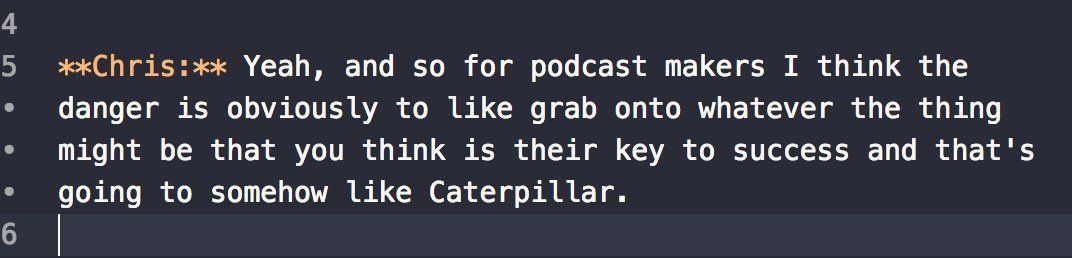 4
5 **Chris:** Yeah, and so for podcast makers I think the
• danger is obviously to like grab onto whatever the thing
• might be that you think is their key to success and that's
• going to somehow like Caterpillar.
6